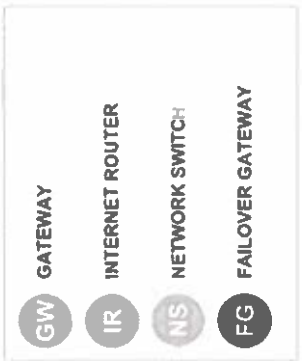 GW GATEWAY
IR INTERNET ROUTER
NS NETWORK SWITCH
FG FAILOVER GATEWAY